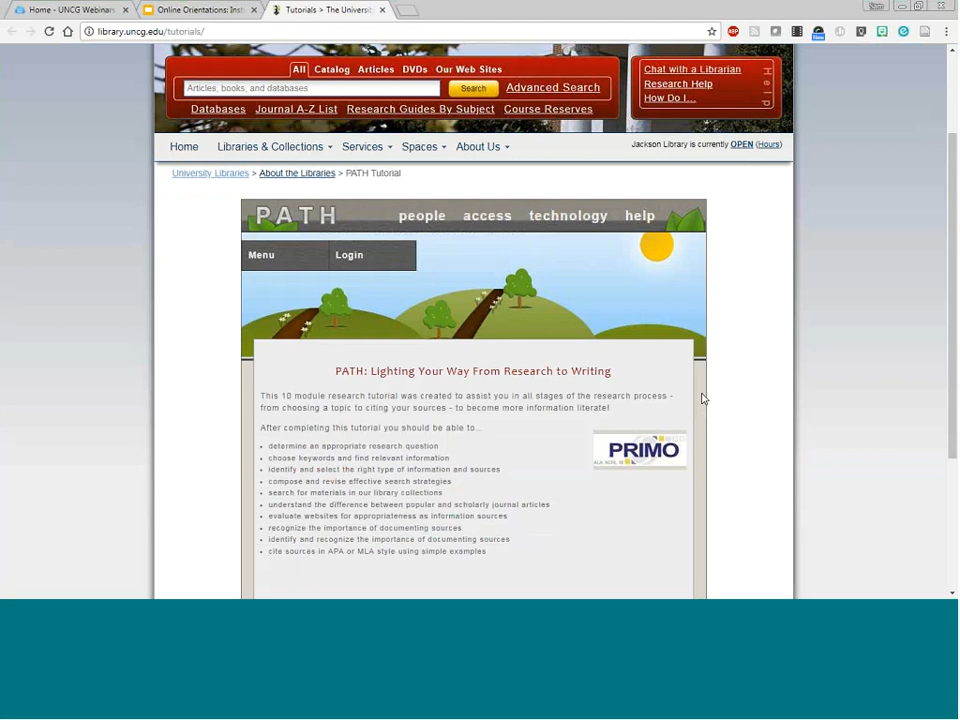 Home - UNCG Webinars
Online Orientations: Inst
Tutorials > The Universit
Sam
library.uncg.edu/tutorials/
ABP
New
All Catalog Articles DVDs Our Web Sites
Articles, books, and databases
Search
Advanced Search
Databases Journal A-Z List Research Guides By Subject Course Reserves
Chat with a Librarian
Research Help
How Do I...
Help
Home Libraries & Collections Services Spaces About Us
Jackson Library is currently OPEN (Hours)
University Libraries > About the Libraries > PATH Tutorial
PATH people access technology help
Menu Login
PATH: Lighting Your Way From Research to Writing
This 10 module research tutorial was created to assist you in all stages of the research process -
from choosing a topic to citing your sources - to become more information literate!
After completing this tutorial you should be able to...
determine an appropriate research question
choose keywords and find relevant information
identify and select the right type of information and sources
compose and revise effective search strategies
search for materials in our library collections
understand the difference between popular and scholarly journal articles
evaluate websites for appropriateness as information sources
recognize the importance of documenting sources
identify and recognize the importance of documenting sources
cite sources in APA or MLA style using simple examples
PRIMO